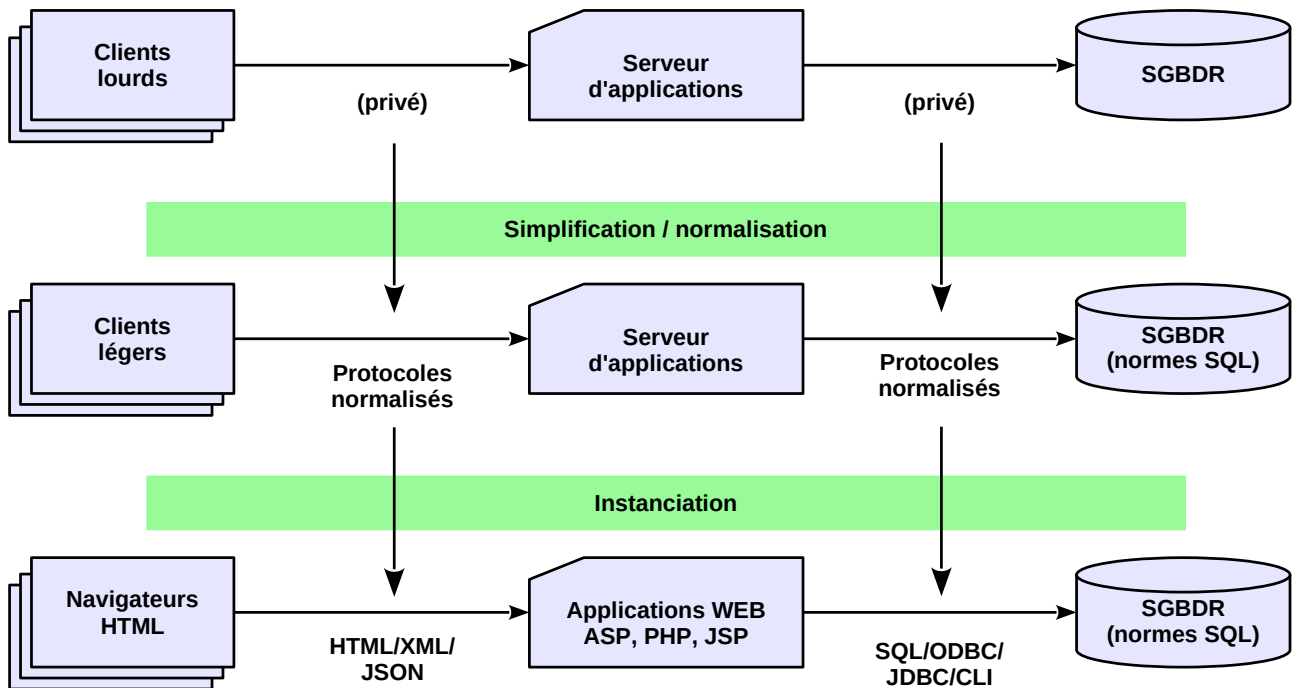 Clients
lourds
(privé)
Serveur
d'applications
(privé)
SGBDR
Simplification / normalisation
Clients
légers
Protocoles
normalisés
Serveur
d'applications
Protocoles
normalisés
SGBDR
(normes SQL)
Instanciation
Navigateurs
HTML
HTML/XML/
JSON
Applications WEB
ASP, PHP, JSP
SQL/ODBC/
JDBC/CLI
SGBDR
(normes SQL)